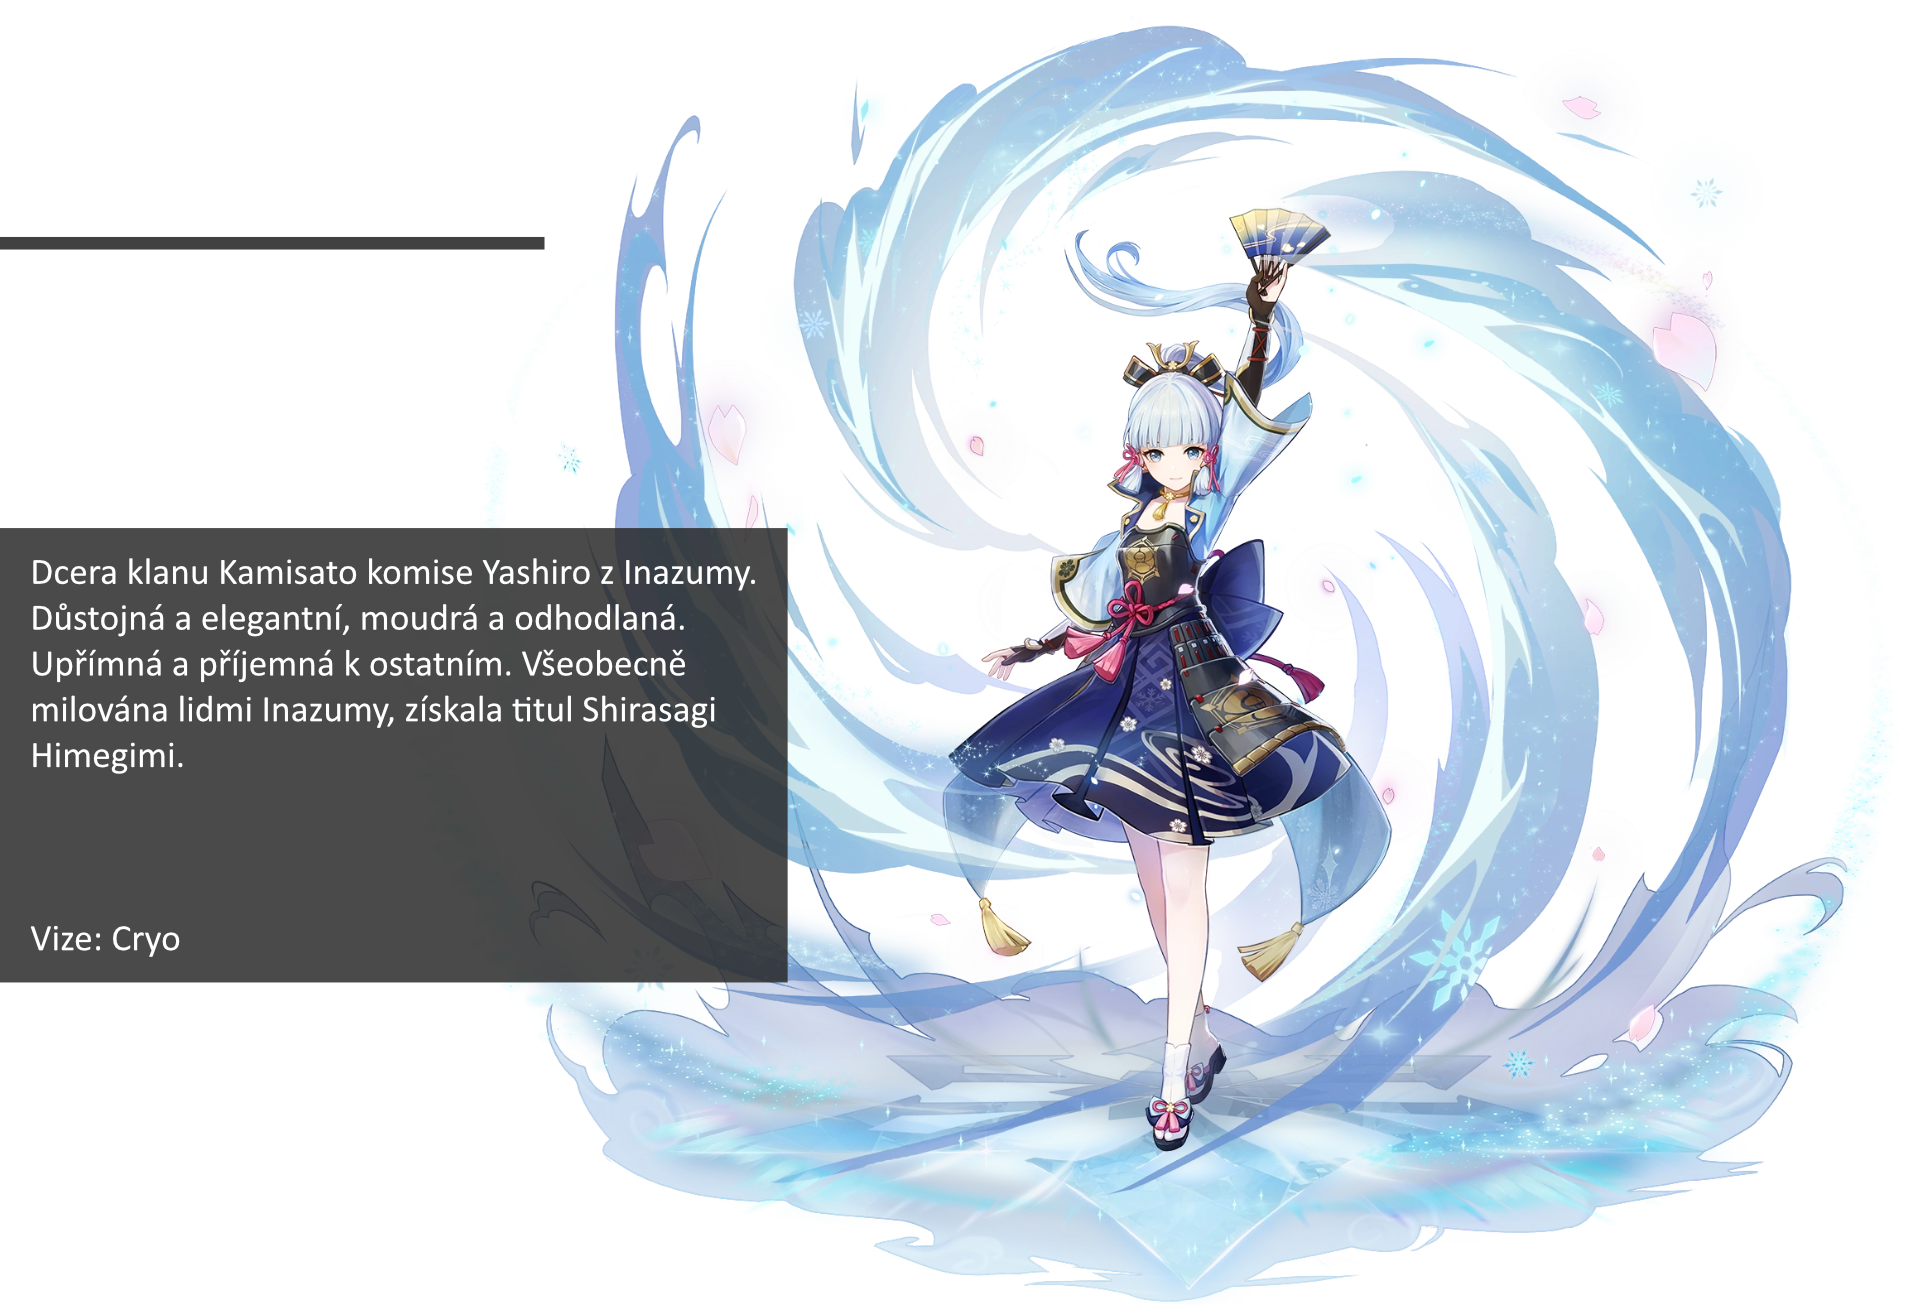 Dcera klanu Kamisato komise Yashiro z Inazumy.
Důstojná a elegantní, moudrá a odhodlaná.
Upřímná a příjemná k ostatním. Všeobecně
milována lidmi Inazumy, získala titul Shirasagi
Himegimi.
Vize: Cryo